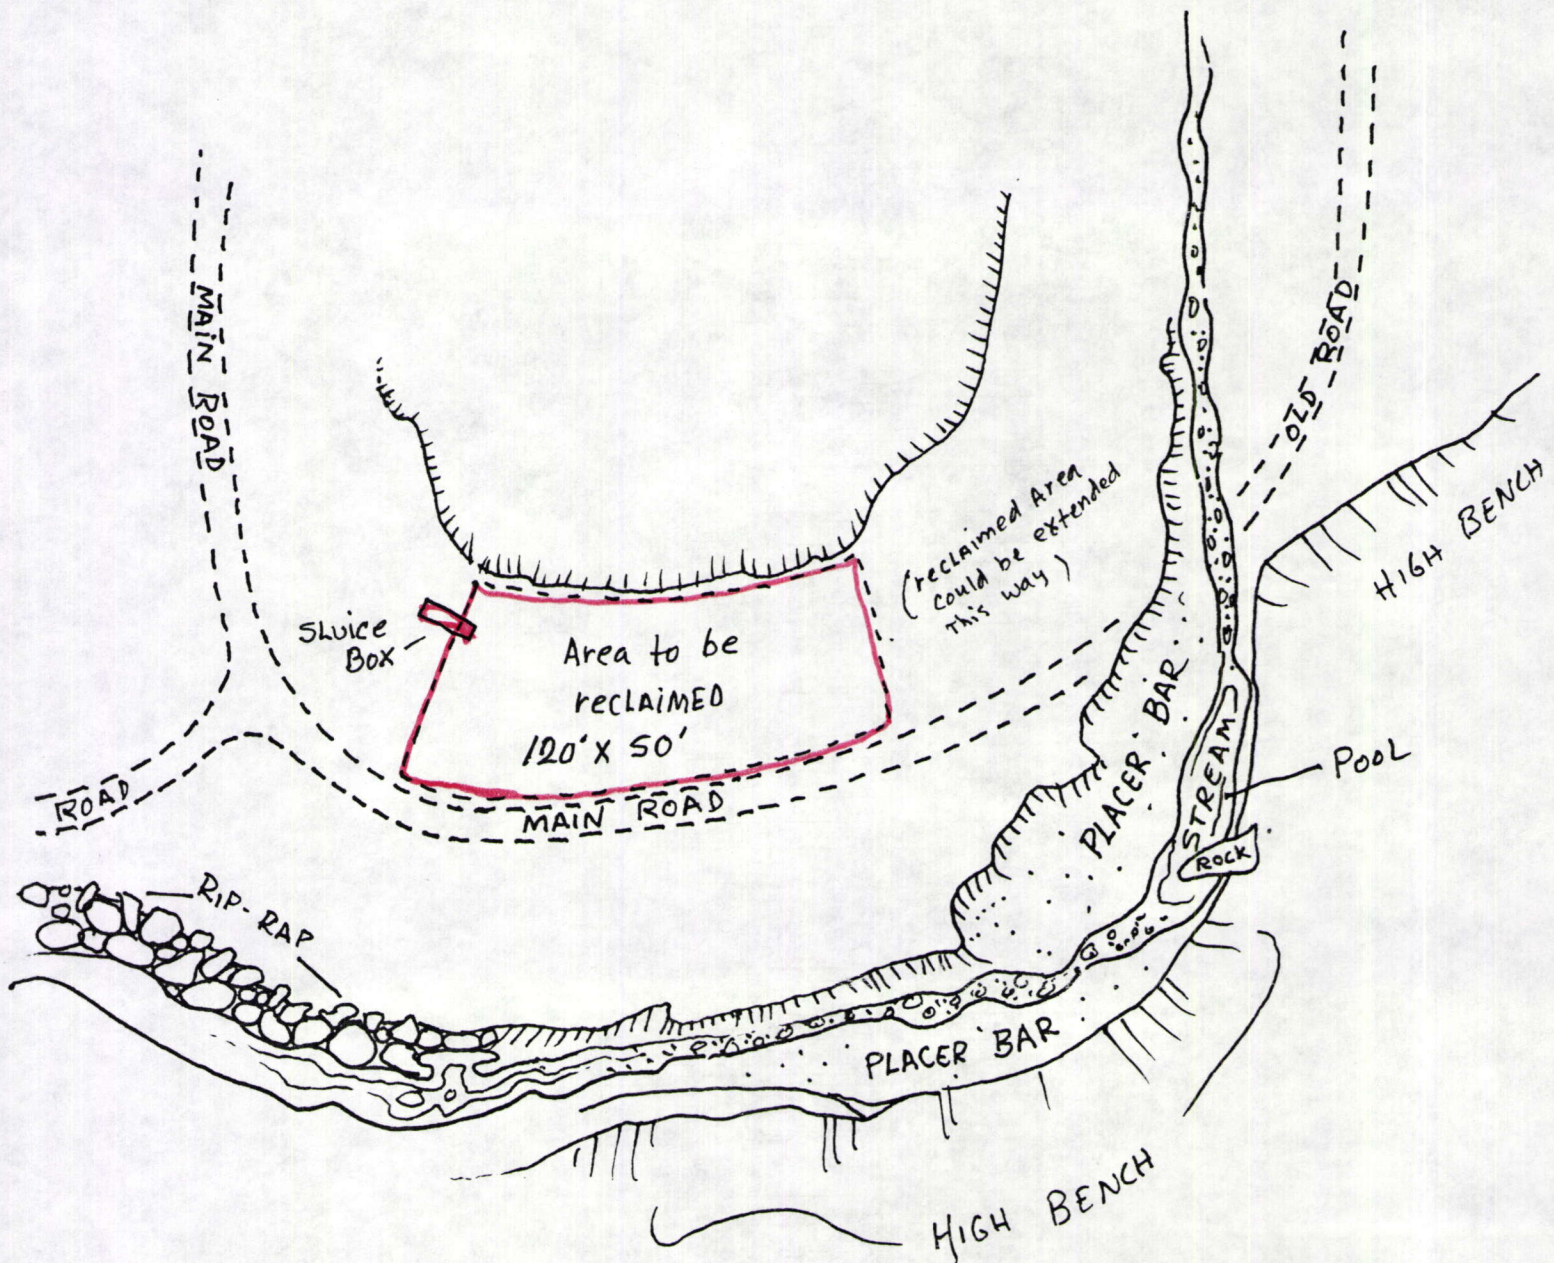 MAIN ROAD
OLD ROAD
HIGH BENCH
(reclaimed Area
could be extended
This way)
SLuice
BOX
Area to be
recLAIMED
120' X 50'
PLACER BAR
POOL
STREAM
ROCK
ROAD
MAIN ROAD
RIP-RAP
PLACER BAR
HIGH BENCH